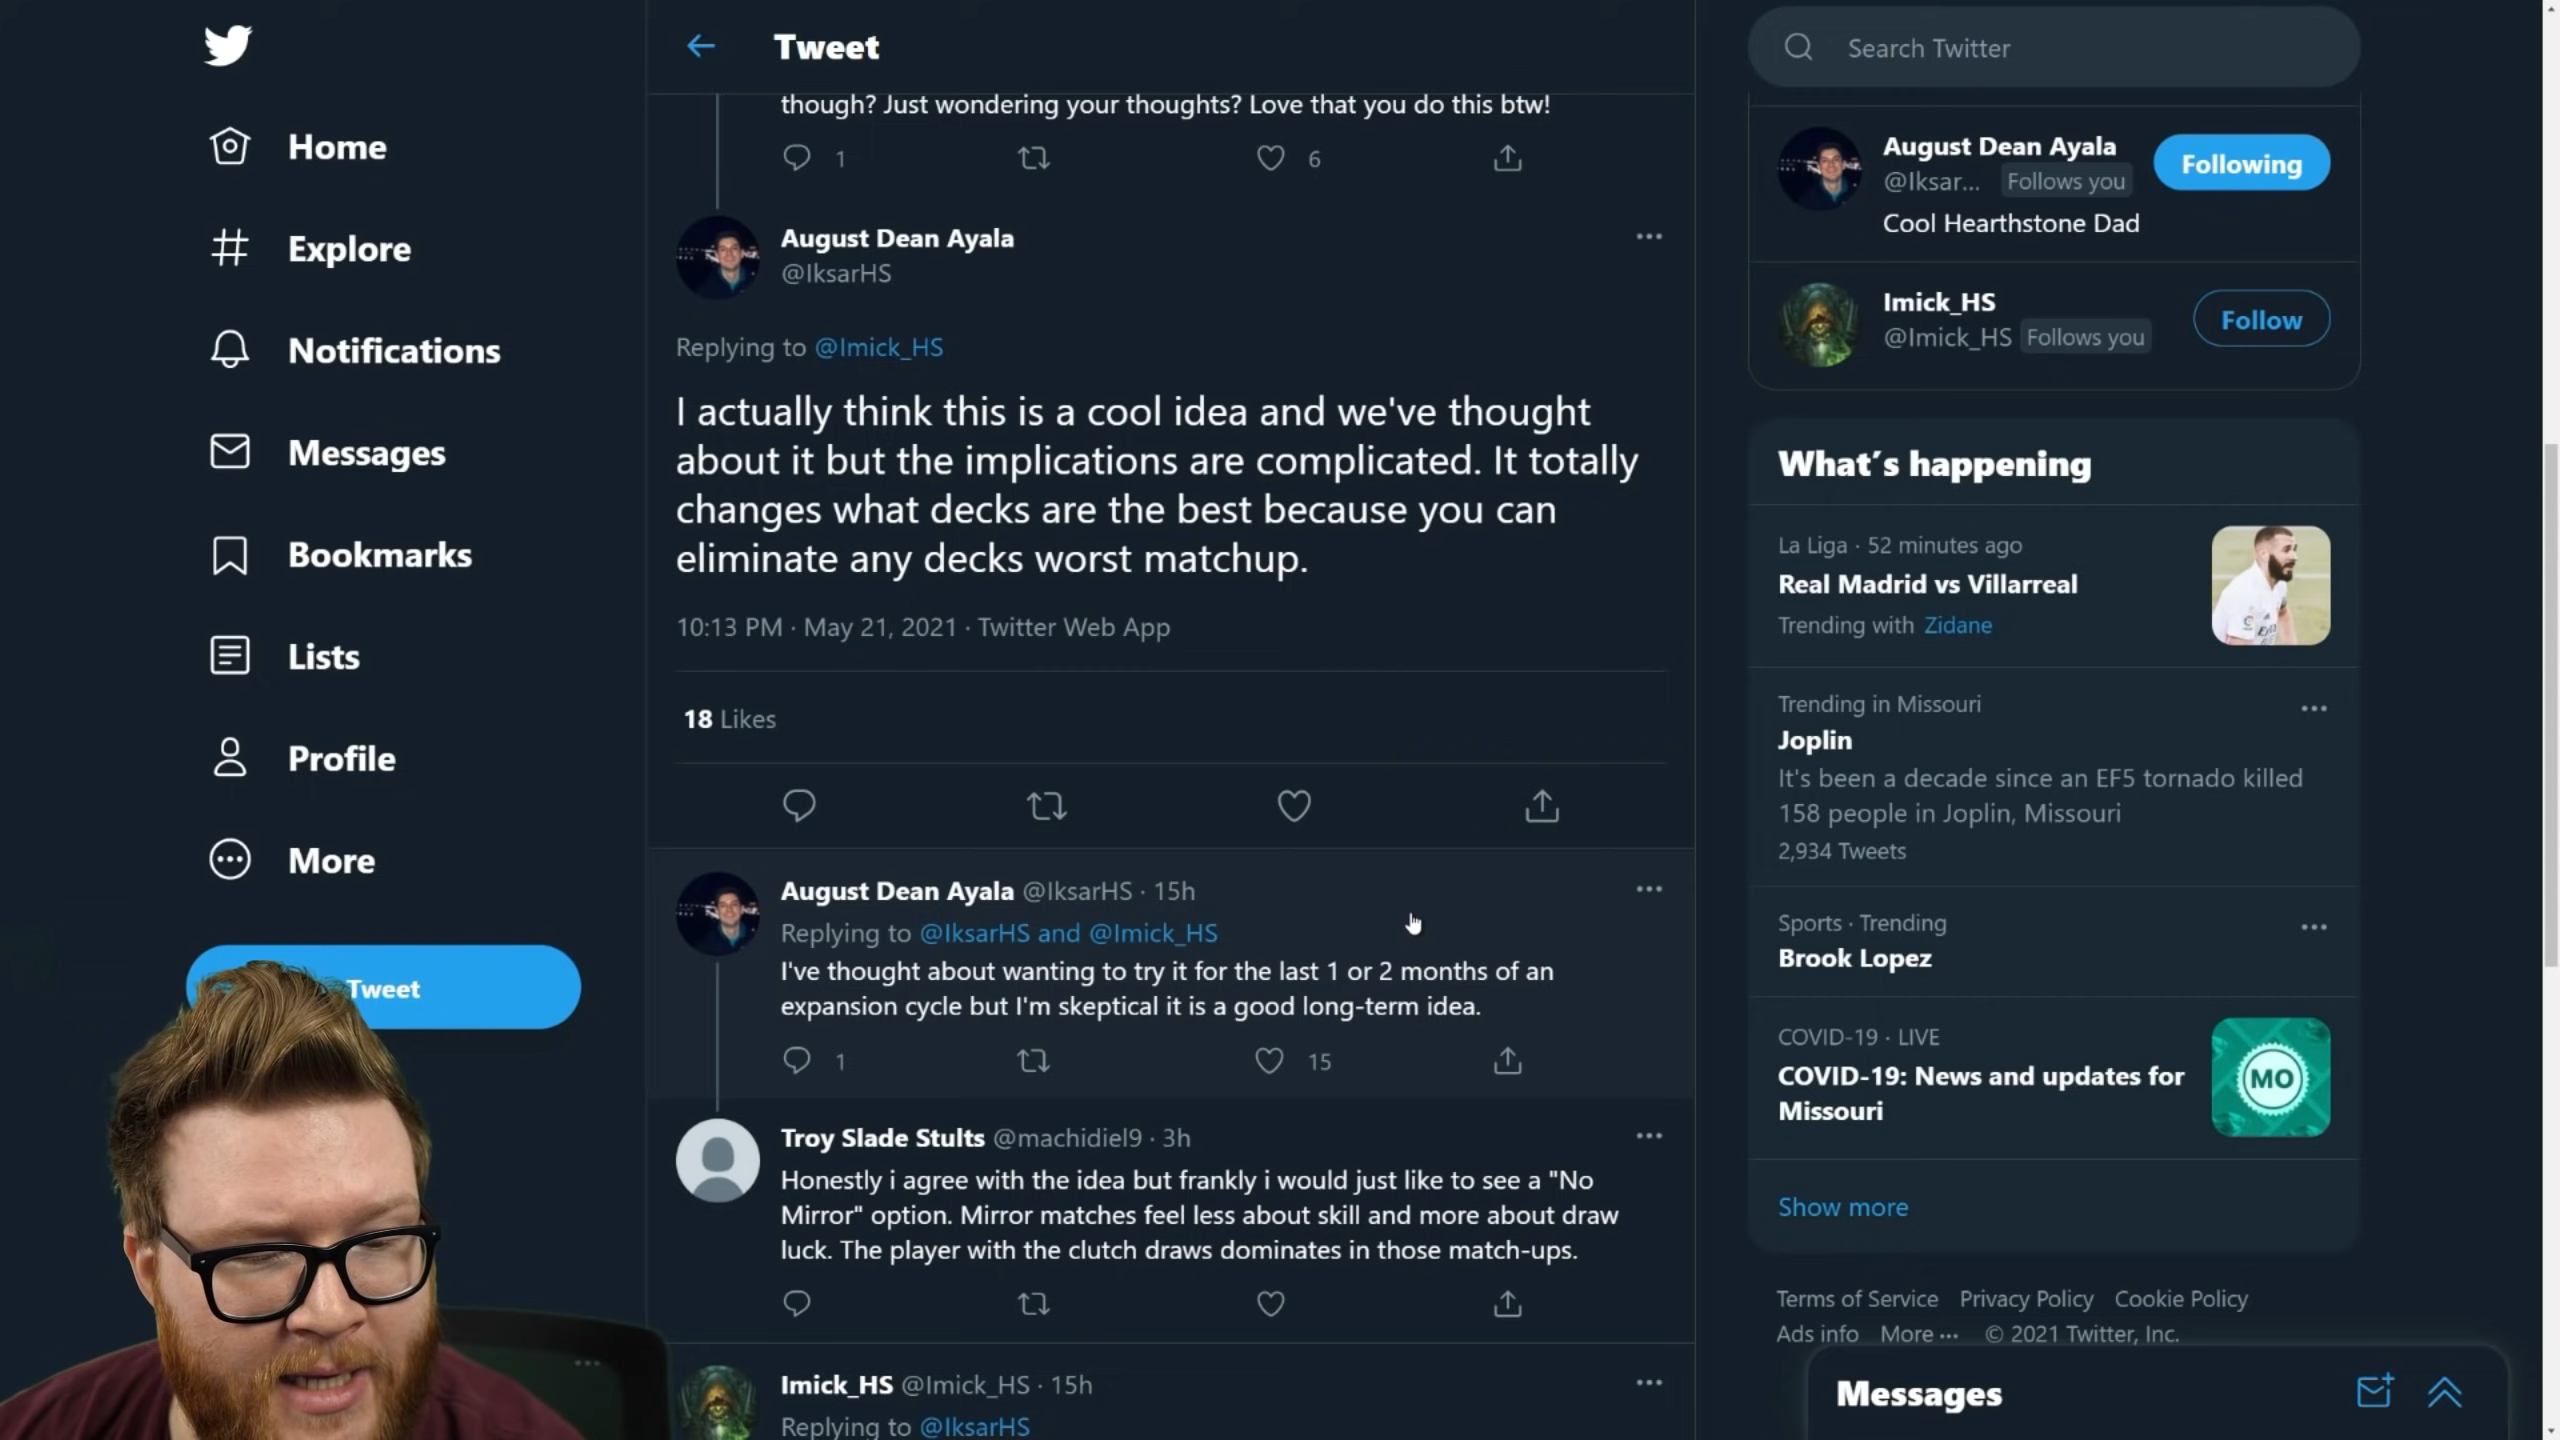 Home
Explore
Notifications
Messages
Bookmarks
Lists
Profile
More
Tweet
Tweet
though? Just wondering your thoughts? Love that you do this btw!
1
6
August Dean Ayala
@IksarHS
Replying to @Imick_HS
I actually think this is a cool idea and we've thought
about it but the implications are complicated. It totally
changes what decks are the best because you can
eliminate any decks worst matchup.
10:13 PM · May 21, 2021 · Twitter Web App
18 Likes
August Dean Ayala @IksarHS · 15h
Replying to @IksarHS and @Imick_HS
I've thought about wanting to try it for the last 1 or 2 months of an
expansion cycle but I'm skeptical it is a good long-term idea.
1
15
Troy Slade Stults @machidiel9 · 3h
Honestly i agree with the idea but frankly i would just like to see a "No
Mirror" option. Mirror matches feel less about skill and more about draw
luck. The player with the clutch draws dominates in those match-ups.
Imick_HS @Imick_HS · 15h
Replying to @IksarHS
Search Twitter
August Dean Ayala
@Iksar... Follows you
Following
Cool Hearthstone Dad
Imick_HS
@Imick_HS Follows you
Follow
What's happening
La Liga · 52 minutes ago
Real Madrid vs Villarreal
Trending with Zidane
Trending in Missouri
Joplin
It's been a decade since an EF5 tornado killed
158 people in Joplin, Missouri
2,934 Tweets
Sports · Trending
Brook Lopez
COVID-19 · LIVE
COVID-19: News and updates for
Missouri
MO
Show more
Terms of Service Privacy Policy Cookie Policy
Ads info More ··· © 2021 Twitter, Inc.
Messages